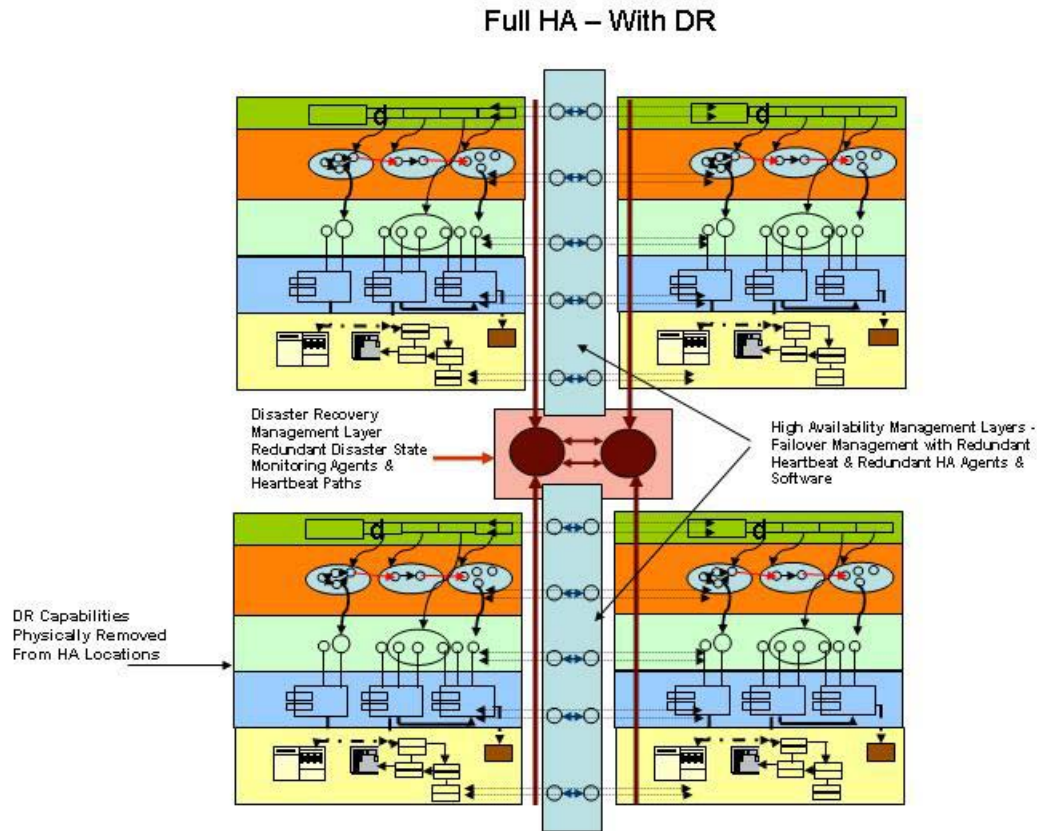 Full HA – With DR
d
d
Disaster Recovery
Management Layer
Redundant Disaster State
Monitoring Agents &
Heartbeat Paths
High Availability Management Layers -
Failover Management with Redundant
Heartbeat & Redundant HA Agents &
Software
d
d
DR Capabilities
Physically Removed
From HA Locations